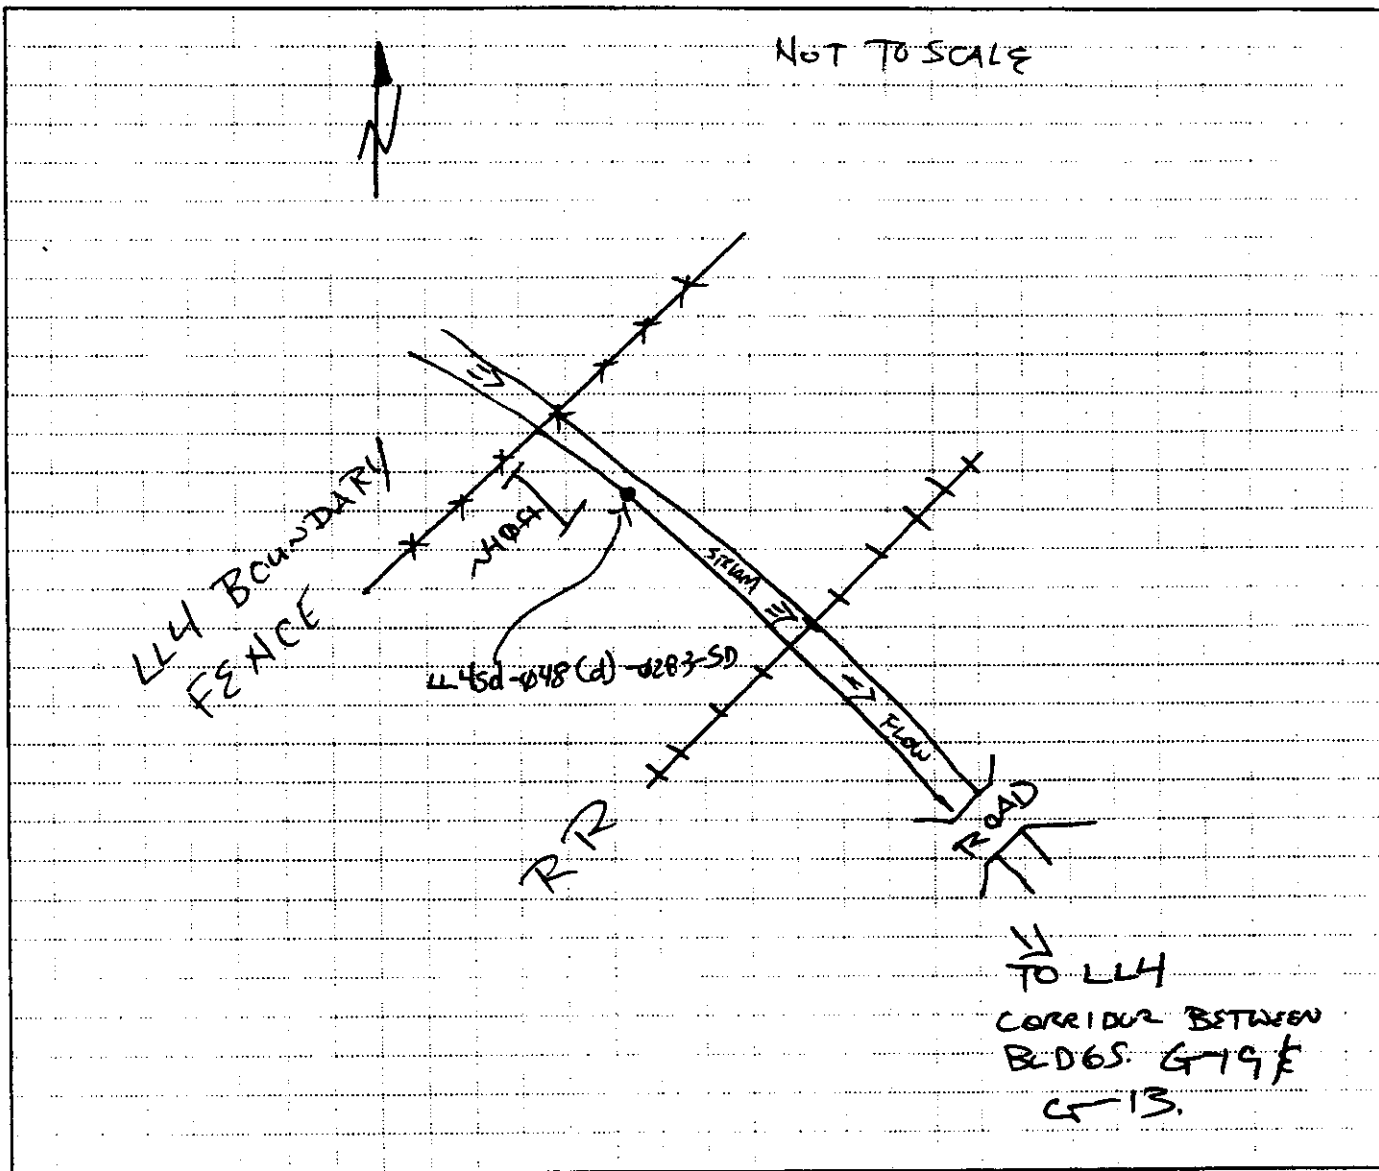 NOT TO SCALE
N
LL4 BOUNDARY
FENCE
~40ft
STREAM
LL4sd-048(d)-0283-SD
FLOW
RR
ROAD
TO LL4
CORRIDOR BETWEEN
BLDGS. G-19 &
G-13.